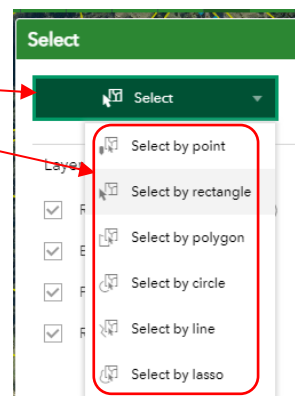 Select
Select
Select by point
Laye
Select by rectangle
R
Select by polygon
E
Select by circle
F
Select by line
R
Select by lasso